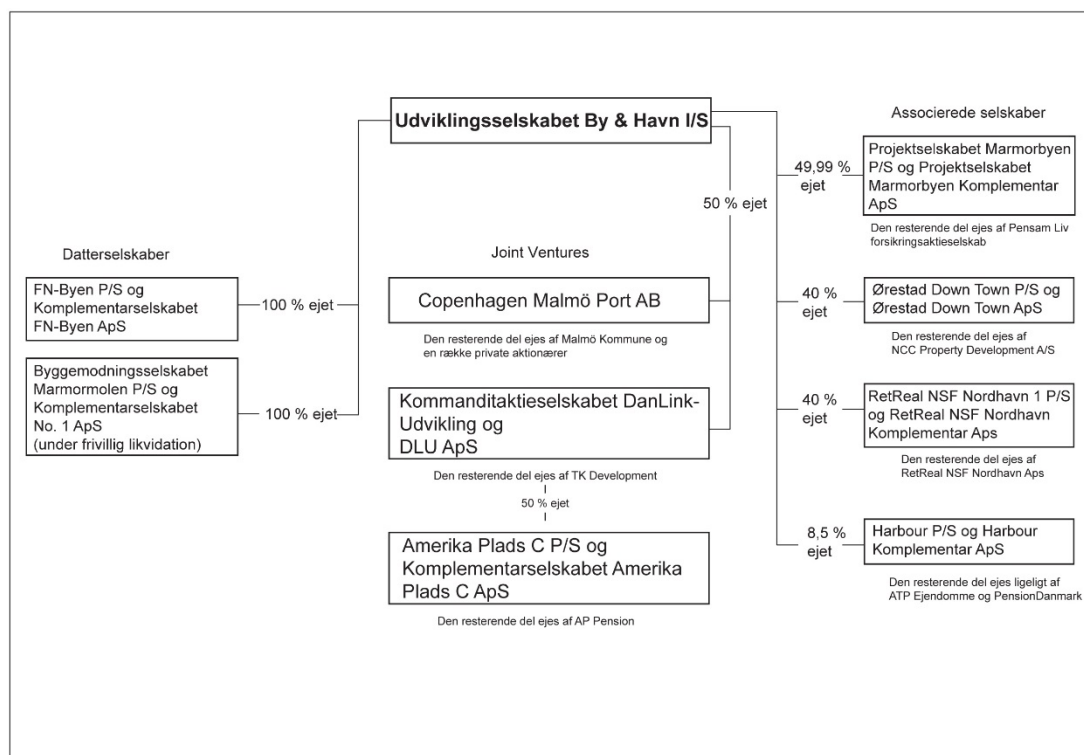 Udviklingsselskabet By & Havn I/S
Datterselskaber
FN-Byen P/S og
Komplementarselskabet
FN-Byen ApS
100 % ejet
Byggemodningsselskabet
Marmormolen P/S og
Komplementarselskabet
No. 1 ApS
(under frivillig likvidation)
100 % ejet
50 % ejet
Joint Ventures
Copenhagen Malmö Port AB
Den resterende del ejes af Malmö Kommune og
en række private aktionærer
Kommanditaktieselskabet DanLink-
Udvikling og
DLU ApS
Den resterende del ejes af TK Development
50 % ejet
Amerika Plads C P/S og
Komplementarselskabet Amerika
Plads C ApS
Den resterende del ejes af AP Pension
Associerede selskaber
49,99 %
ejet
Projektselskabet Marmorbyen
P/S og Projektselskabet
Marmorbyen Komplementar
ApS
Den resterende del ejes af Pensam Liv
forsikringsaktieselskab
40 %
ejet
Ørestad Down Town P/S og
Ørestad Down Town ApS
Den resterende del ejes af
NCC Property Development A/S
40 %
ejet
RetReal NSF Nordhavn 1 P/S
og RetReal NSF Nordhavn
Komplementar Aps
Den resterende del ejes af
RetReal NSF Nordhavn Aps
8,5 %
ejet
Harbour P/S og Harbour
Komplementar ApS
Den resterende del ejes ligeligt af
ATP Ejendomme og PensionDanmark